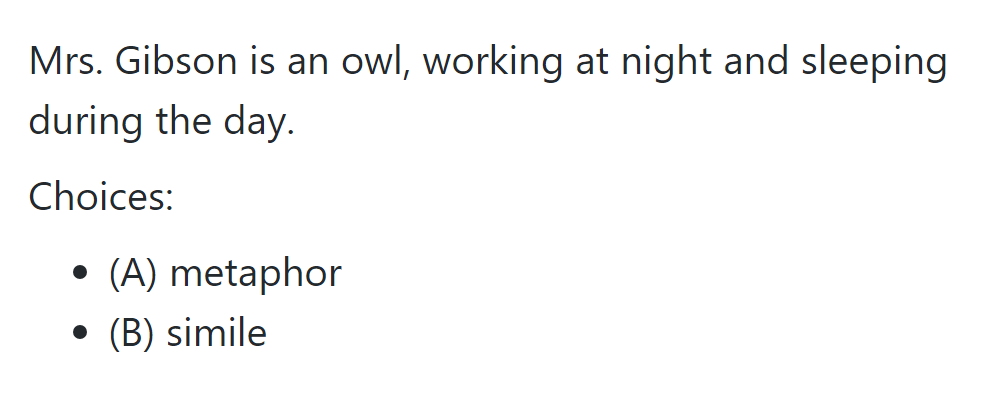 Mrs. Gibson is an owl, working at night and sleeping
during the day.
Choices:
• (A) metaphor
• (B) simile